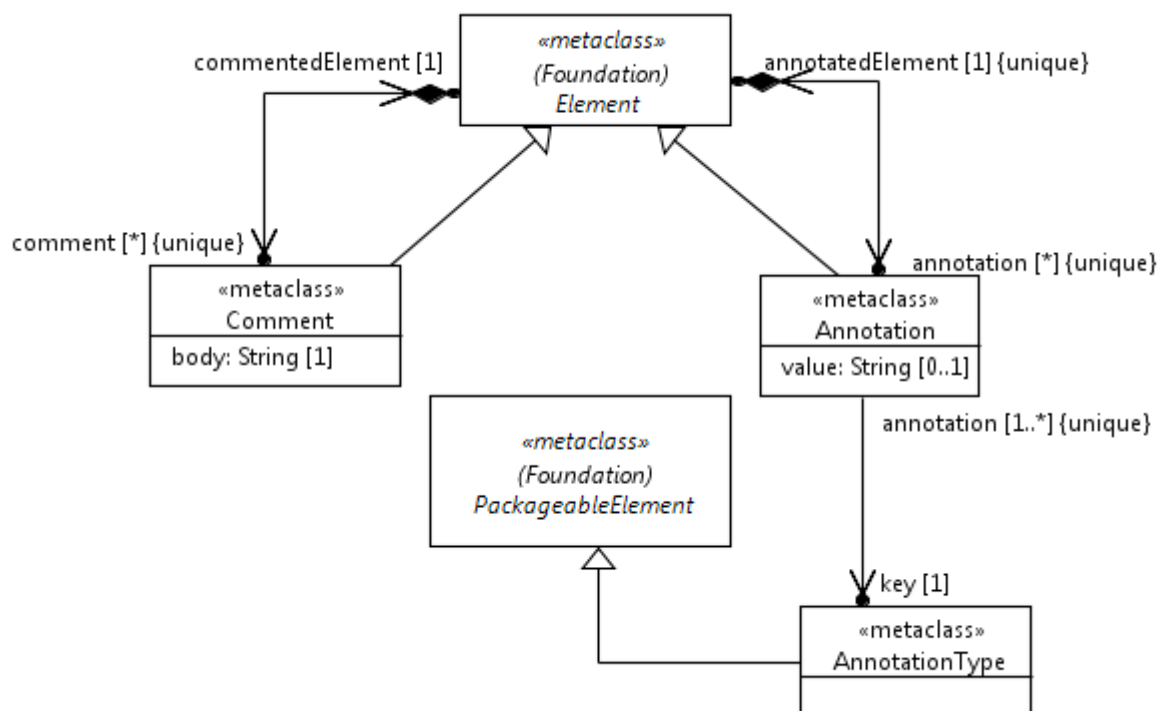 «metaclass»
(Foundation)
Element
commentedElement [1]
annotatedElement [1] {unique}
comment [*] {unique}
annotation [*] {unique}
«metaclass»
Comment
body: String [1]
«metaclass»
Annotation
value: String [0..1]
annotation [1..*] {unique}
«metaclass»
(Foundation)
PackageableElement
key [1]
«metaclass»
AnnotationType